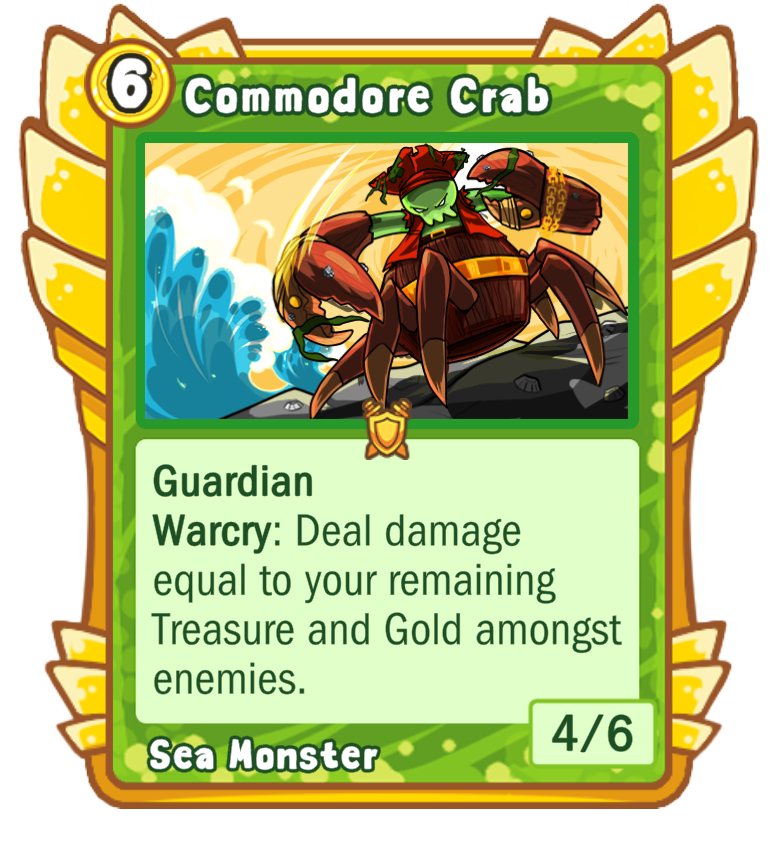 6
Commodore Crab
Guardian
Warcry: Deal damage
equal to your remaining
Treasure and Gold amongst
enemies.
Sea Monster
4/6